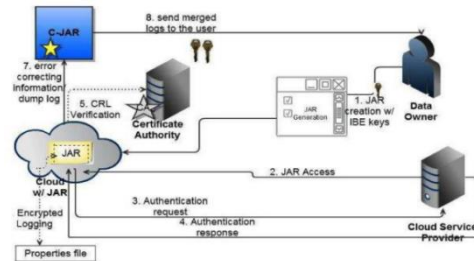 8. send merged
logs to the user
C-JAR
7. error
correcting
information/
dump log
5. CRL
Verification
Certificate
Authority
JAR
Generation
1. JAR
creation w/
IBE keys
Data
Owner
JAR
Cloud
w/ JAR
2. JAR Access
Encrypted
Logging
3. Authentication
request
4. Authentication
response
Cloud Service
Provider
Properties file